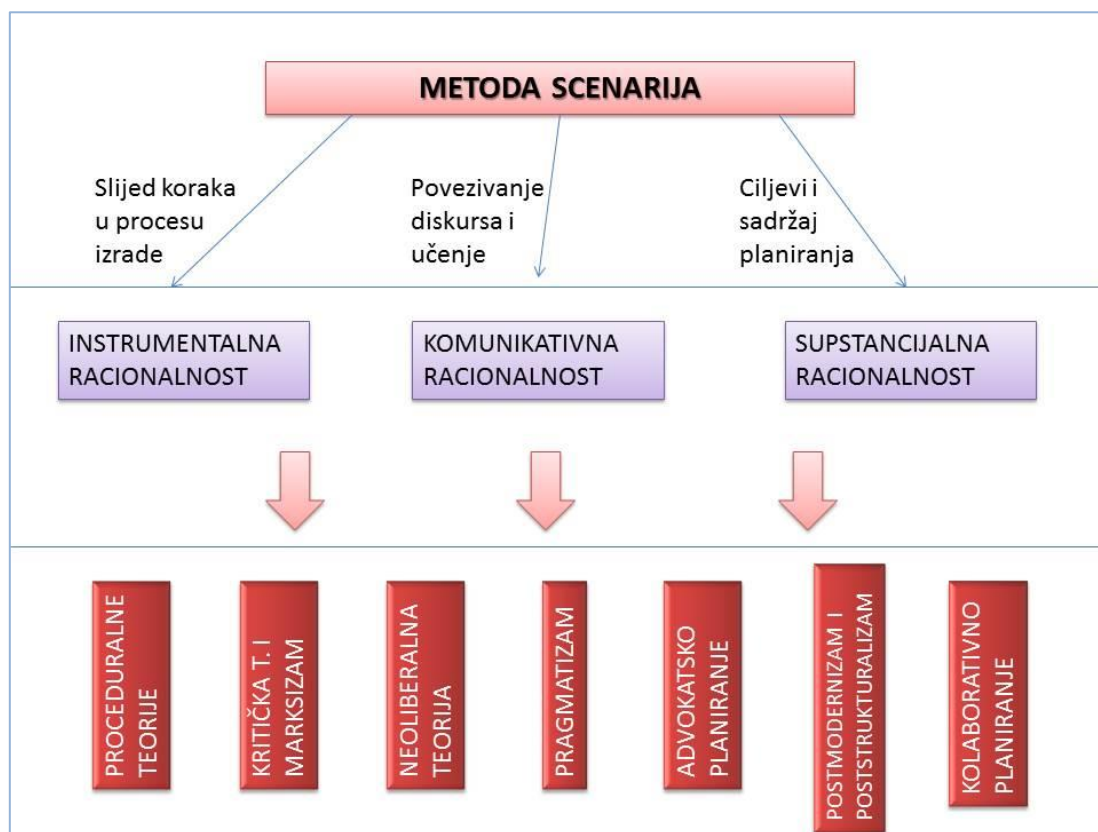 METODA SCENARIJA
Slijed koraka
u procesu
izrade
Povezivanje
diskursa i
učenje
Ciljevi i
sadržaj
planiranja
INSTRUMENTALNA
RACIONALNOST
KOMUNIKATIVNA
RACIONALNOST
SUPSTANCIJALNA
RACIONALNOST
PROCEDURALNE
TEORIJE
KRITIČKA T. I
MARKSIZAM
NEOLIBERALNA
TEORIJA
PRAGMATIZAM
ADVOKATSKO
PLANIRANJE
POSTMODERNIZAM I
POSTSTRUKTURALIZAM
KOLABORATIVNO
PLANIRANJE